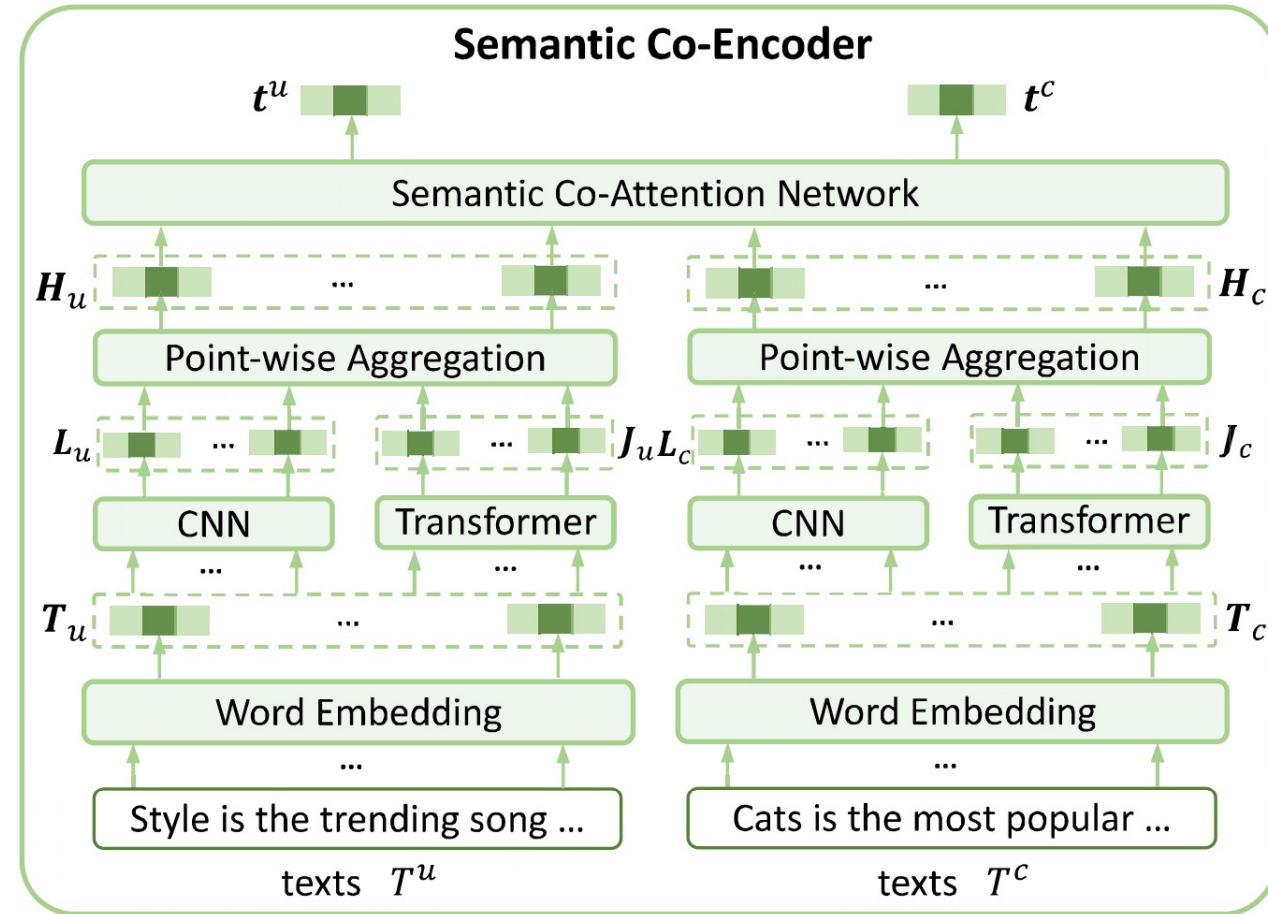 Semantic Co-Encoder
t^u t^c
Semantic Co-Attention Network
H_u ... ... H_c
Point-wise Aggregation Point-wise Aggregation
L_u ... ... J_u L_c ... ... J_c
CNN Transformer CNN Transformer
... ... ... ...
T_u ... ... T_c
Word Embedding Word Embedding
... ...
Style is the trending song ... Cats is the most popular ...
texts T^u texts T^c